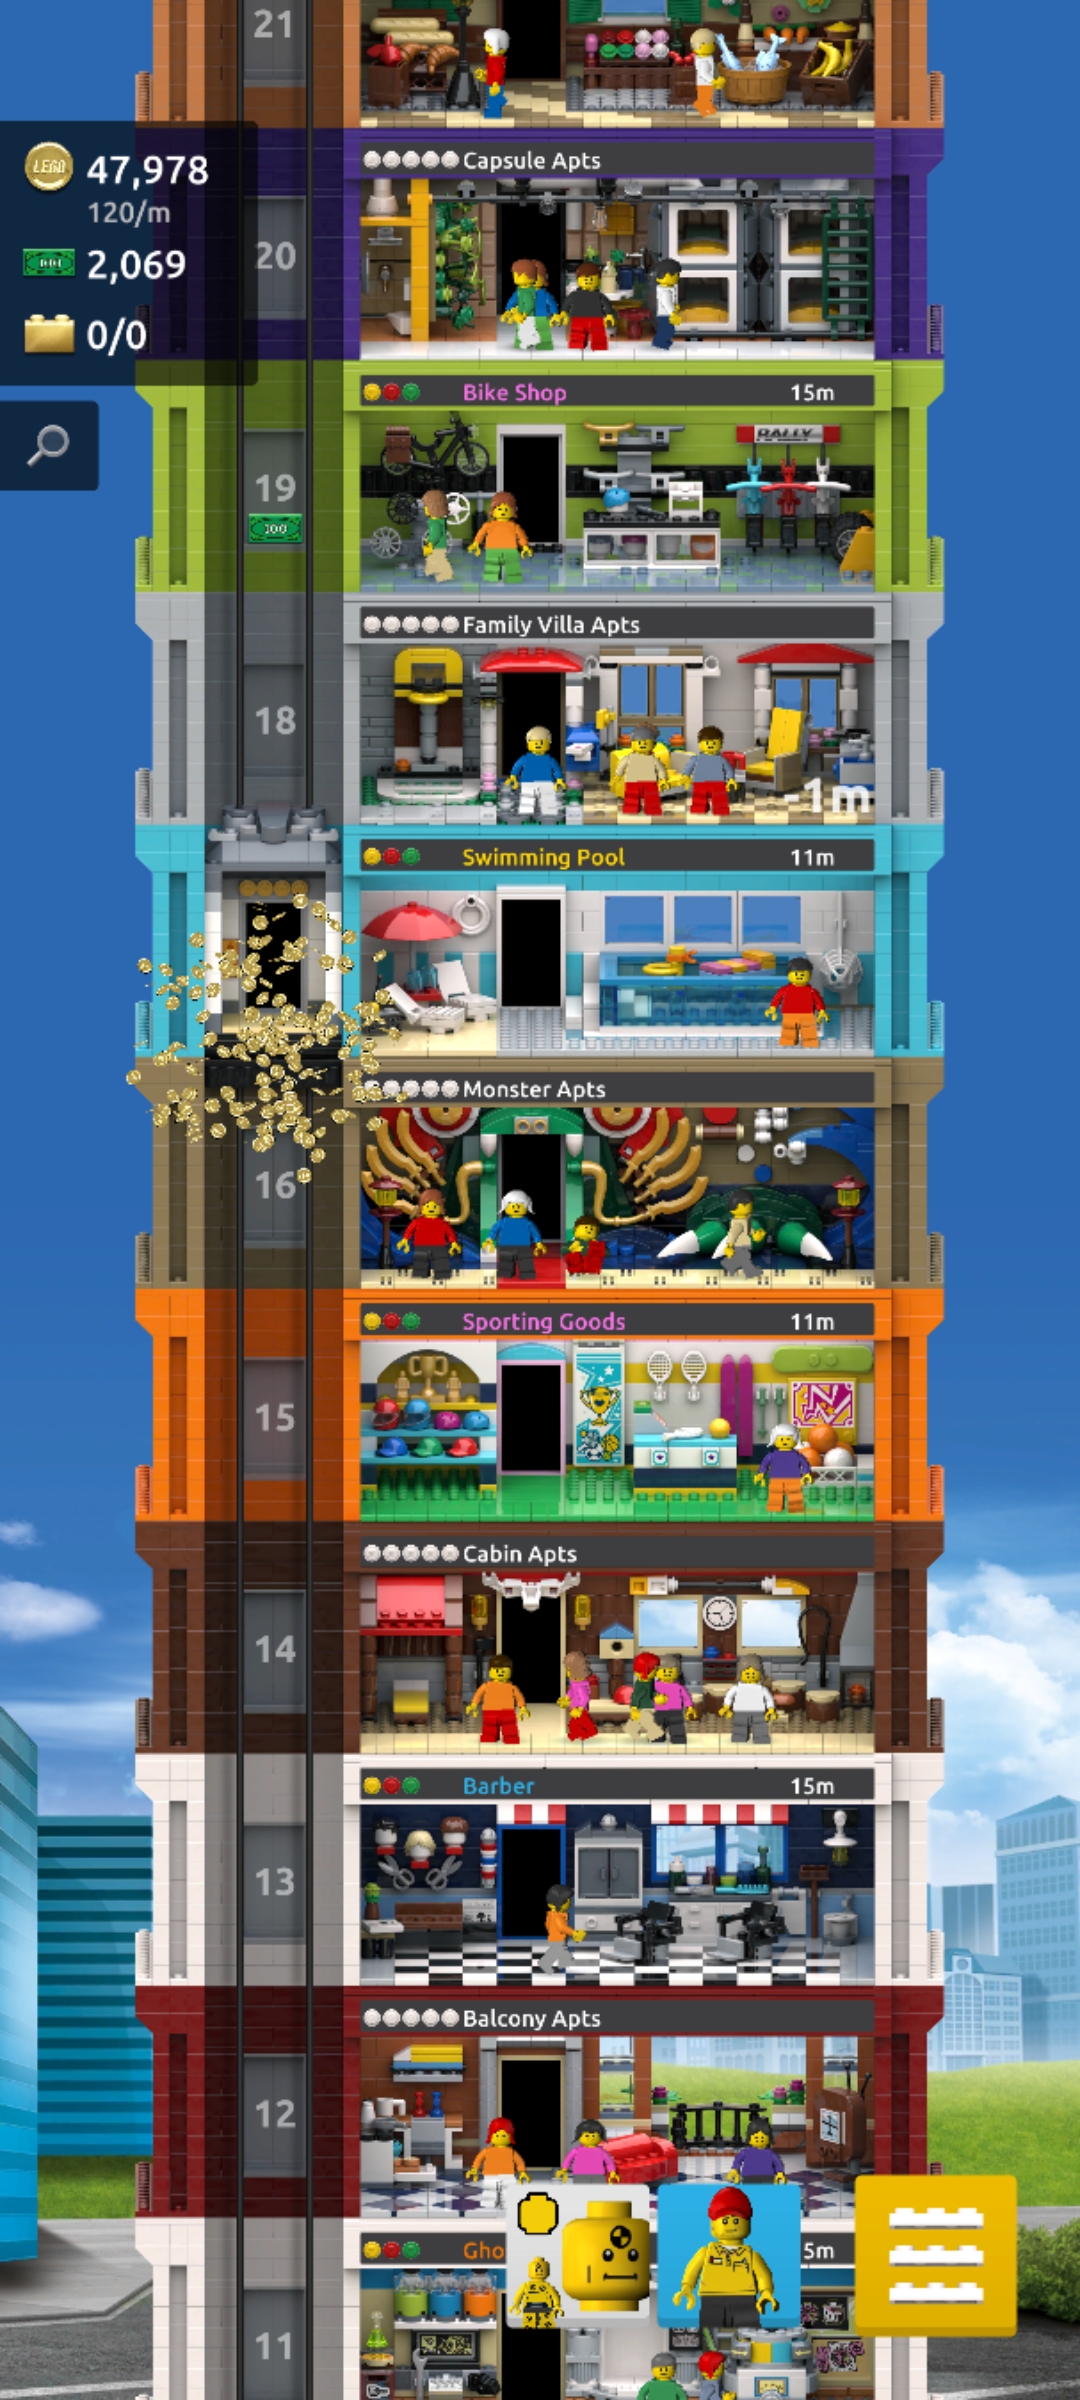 21
LEGO
47,978
120/m
2,069
0/0
Capsule Apts
20
Bike Shop 15m
RALLY
19
100
Family Villa Apts
18
-1m
Swimming Pool 11m
Monster Apts
16
Sporting Goods 11m
15
Cabin Apts
14
Barber 15m
13
Balcony Apts
12
Gho 5m
11